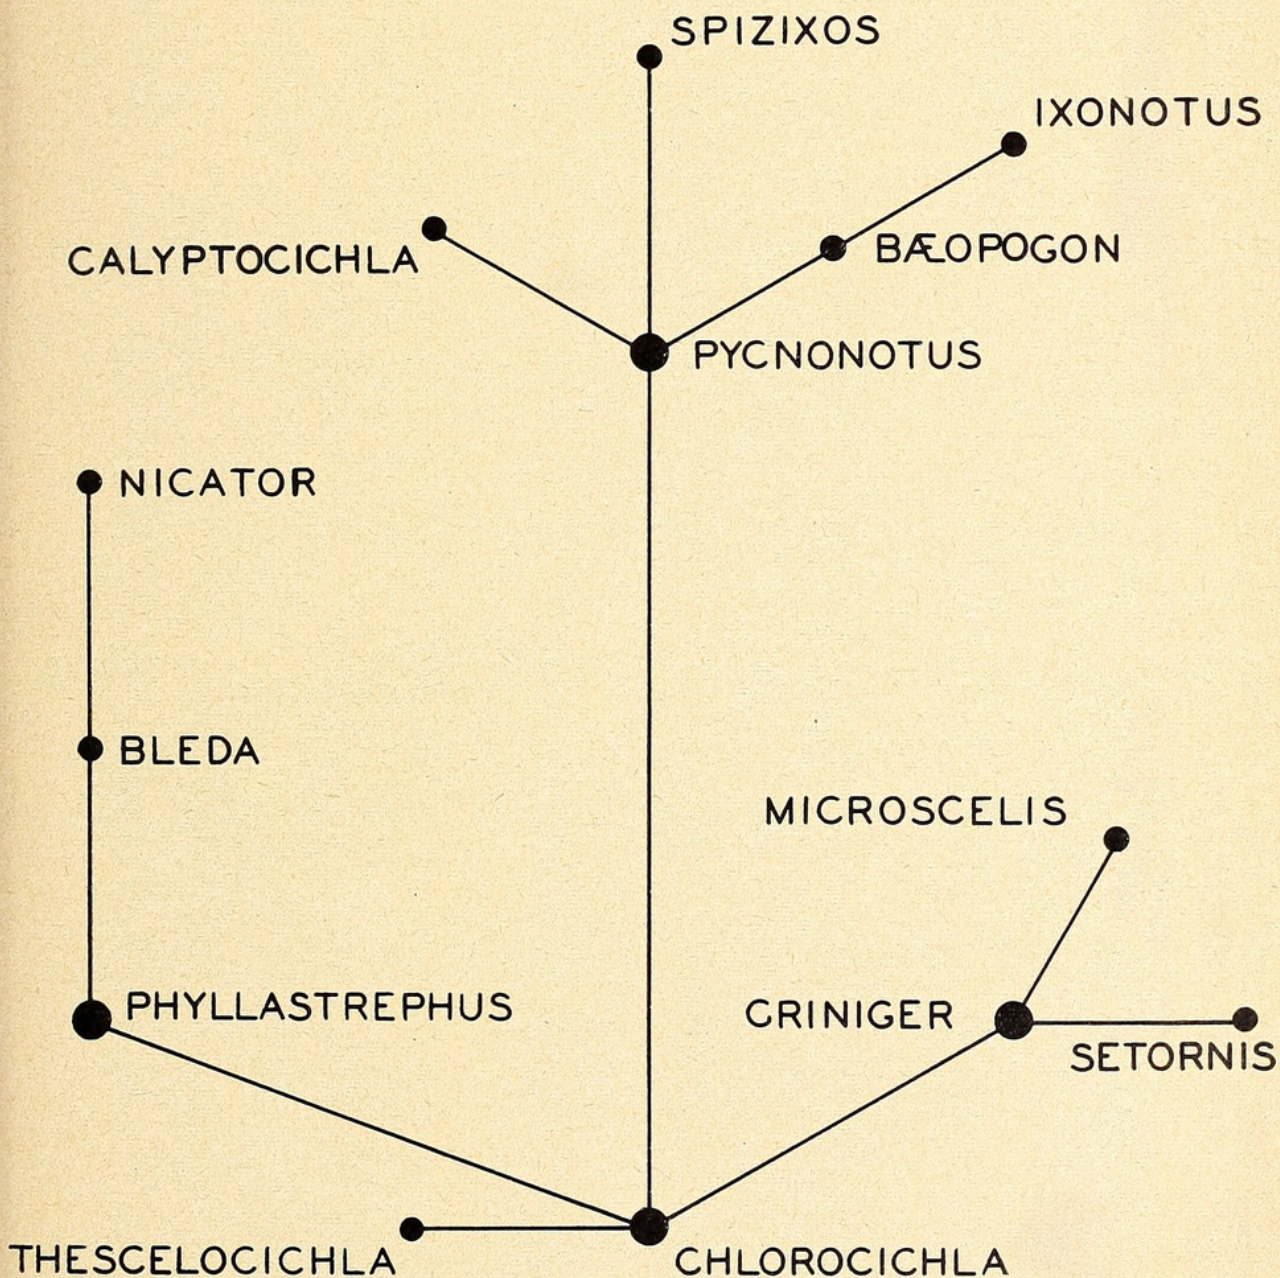 SPIZIXOS
IXONOTUS
CALYPTOCICHLA
BÆOPOGON
PYCNONOTUS
NICATOR
BLEDA
MICROSCELIS
PHYLLASTREPHUS
CRINIGER
SETORNIS
THESCELOCICHLA
CHLOROCICHLA